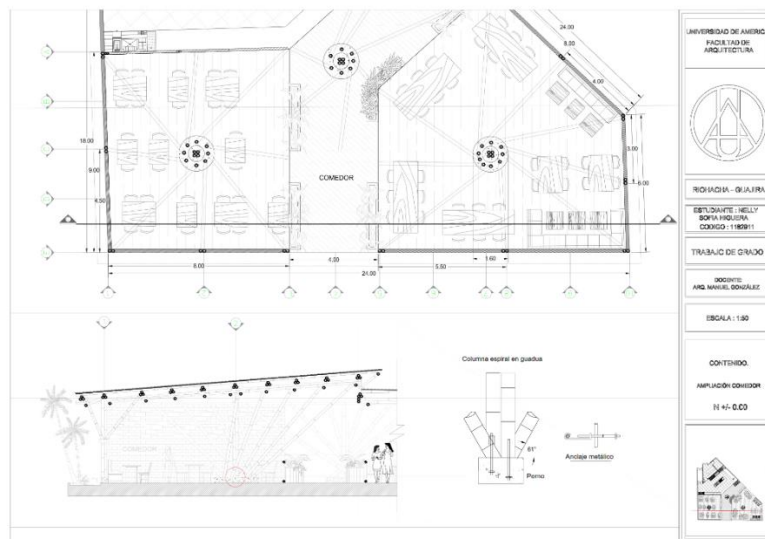 24.00
8.00
4.00
18.00
9.00
4.50
COMEDOR
3.00
6.00
8.00
4.00
5.50
1.60
24.00
COMEDOR
Columna espiral en guadua
61°
Perno
Anclaje metálico
UNIVERSIDAD DE AMERICA
FACULTAD DE
ARQUITECTURA
RIOHACHA - GUAJIRA
ESTUDIANTE : NELLY
SOFIA HIGUERA
CODIGO : 1182911
TRABAJO DE GRADO
DOCENTE:
ARQ. MANUEL GONZÁLEZ
ESCALA : 1:50
CONTENIDO.
AMPLIACIÓN COMEDOR
N +/- 0.00